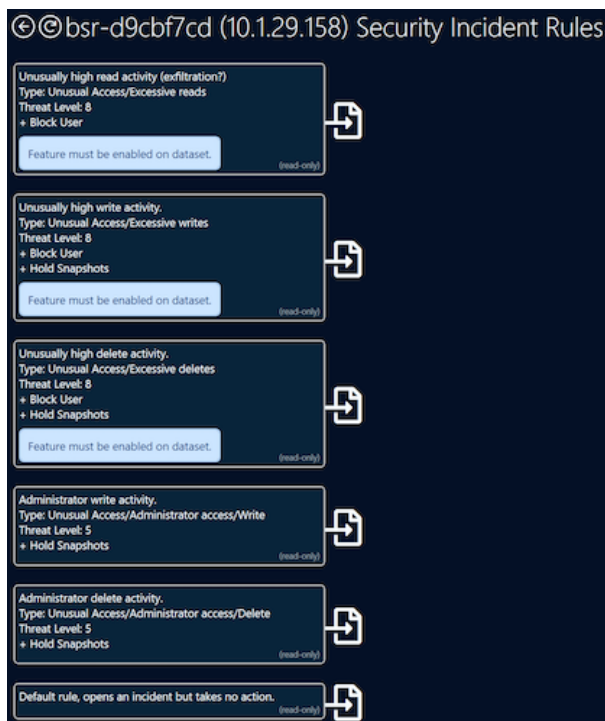 bsr-d9cbf7cd (10.1.29.158) Security Incident Rules
Unusually high read activity (exfiltration?)
Type: Unusual Access/Excessive reads
Threat Level: 8
+ Block User
Feature must be enabled on dataset.
(read-only)
Unusually high write activity.
Type: Unusual Access/Excessive writes
Threat Level: 8
+ Block User
+ Hold Snapshots
Feature must be enabled on dataset.
(read-only)
Unusually high delete activity.
Type: Unusual Access/Excessive deletes
Threat Level: 8
+ Block User
+ Hold Snapshots
Feature must be enabled on dataset.
(read-only)
Administrator write activity.
Type: Unusual Access/Administrator access/Write
Threat Level: 5
+ Hold Snapshots
(read-only)
Administrator delete activity.
Type: Unusual Access/Administrator access/Delete
Threat Level: 5
+ Hold Snapshots
(read-only)
Default rule, opens an incident but takes no action.